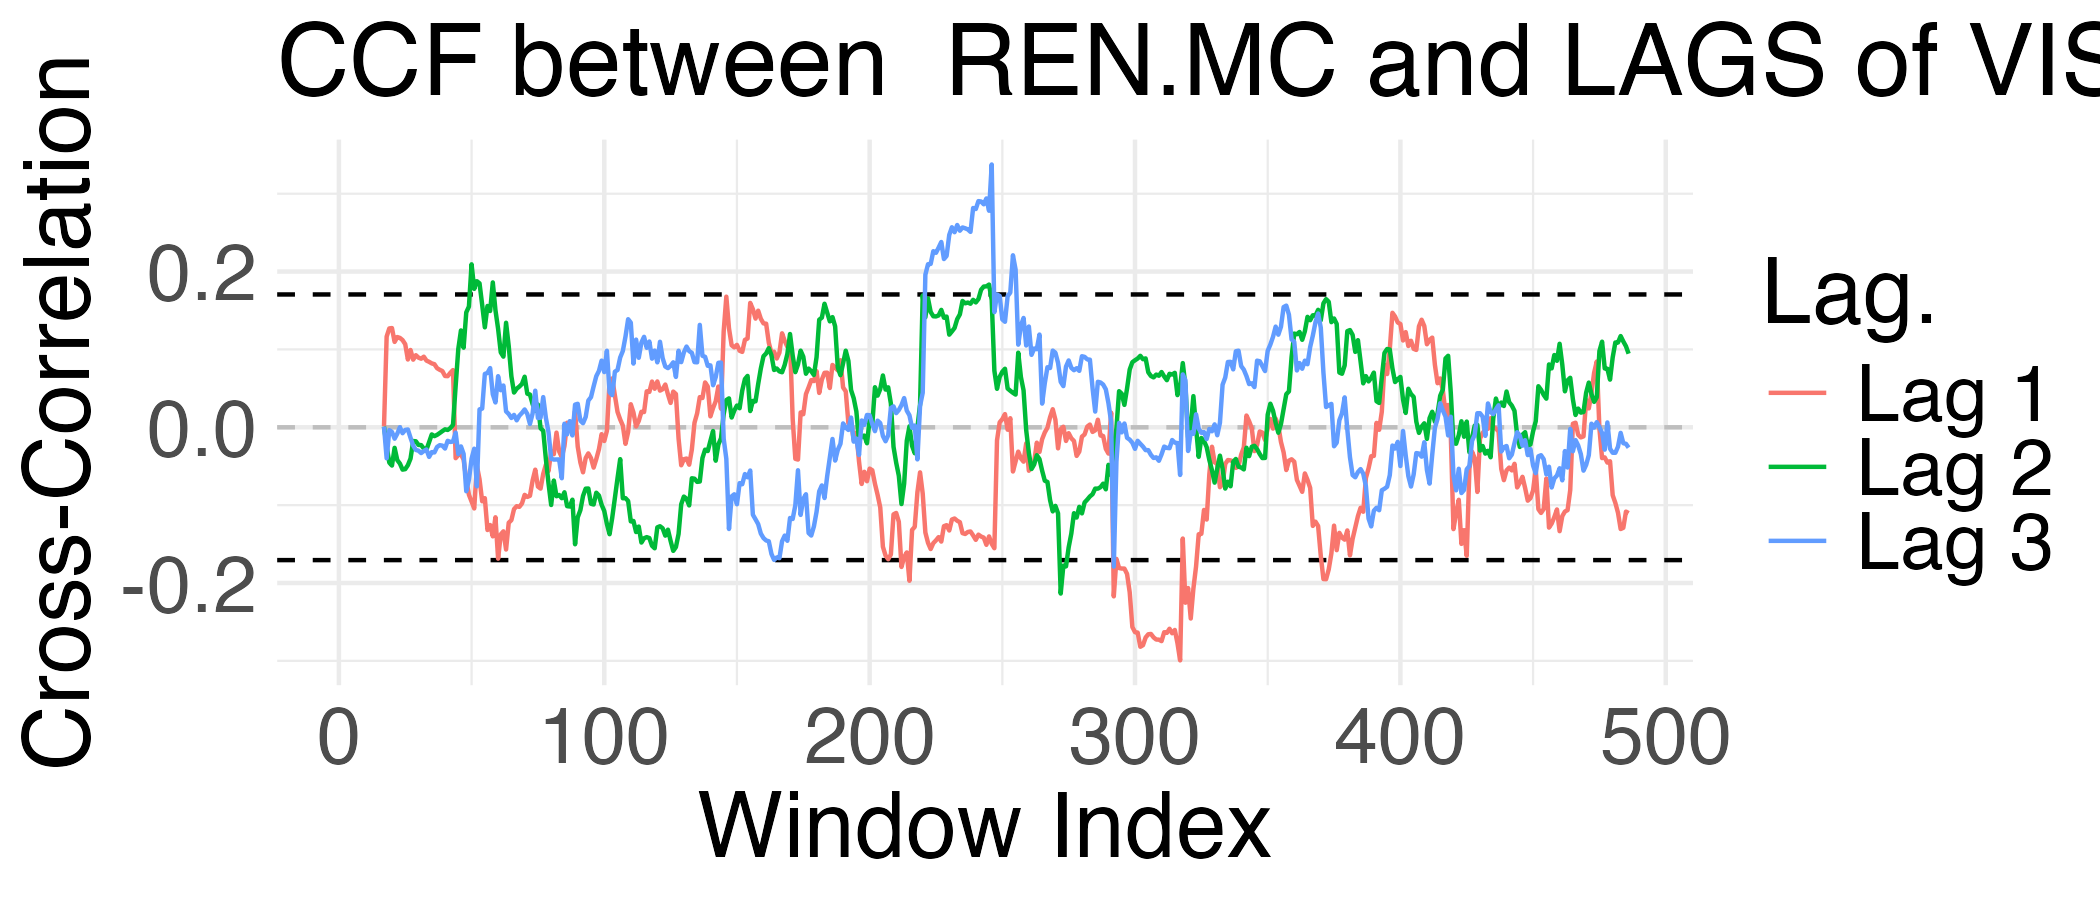 CCF between  REN.MC and LAGS of VIS
Cross-Correlation
0.2
0.0
-0.2
0
100
200
300
400
500
Window Index
Lag.
Lag 1
Lag 2
Lag 3